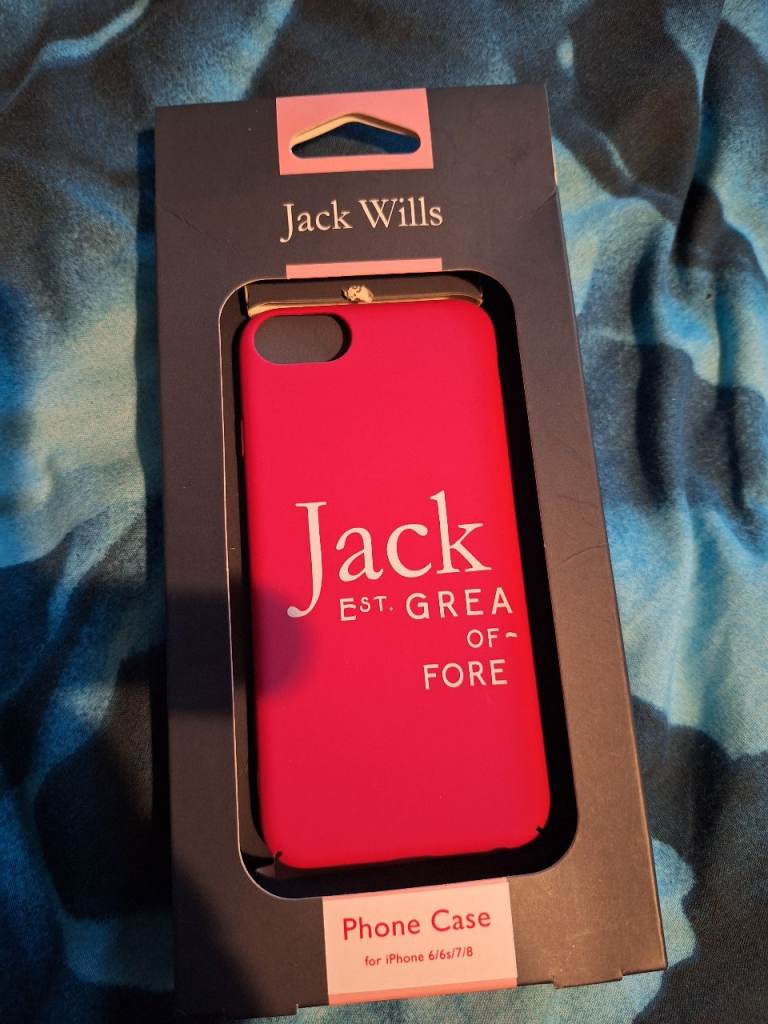 Jack Wills
Jack
EST. GREA
OF~
FORE
Phone Case
for iPhone 6/6s/7/8